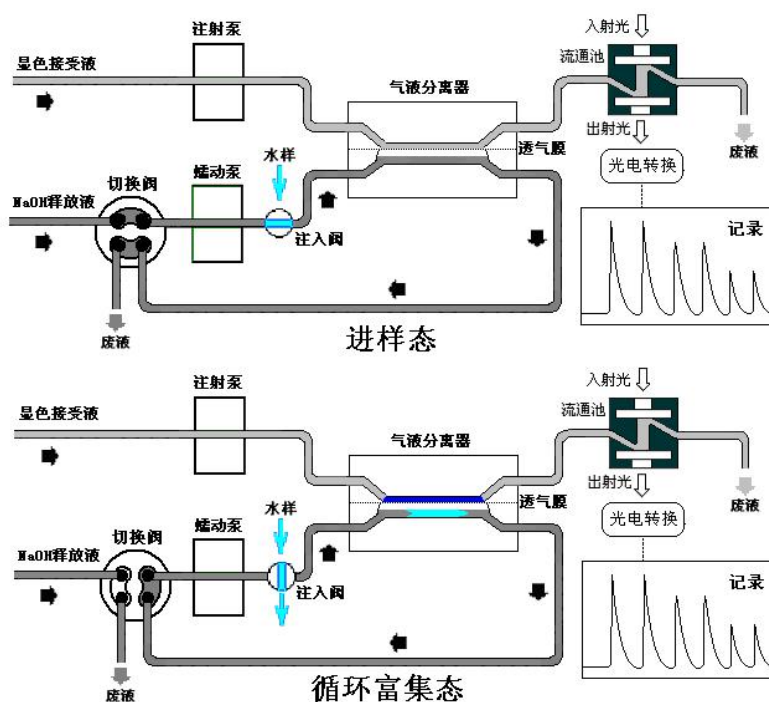 注射泵
入射光
显色接受液
气液分离器
流通池
水样
透气膜
出射光
废液
切换阀
蠕动泵
光电转换
NaOH释放液
注入阀
记录
废液
进样态
注射泵
入射光
显色接受液
气液分离器
流通池
水样
透气膜
出射光
废液
切换阀
蠕动泵
光电转换
NaOH释放液
注入阀
记录
废液
循环富集态